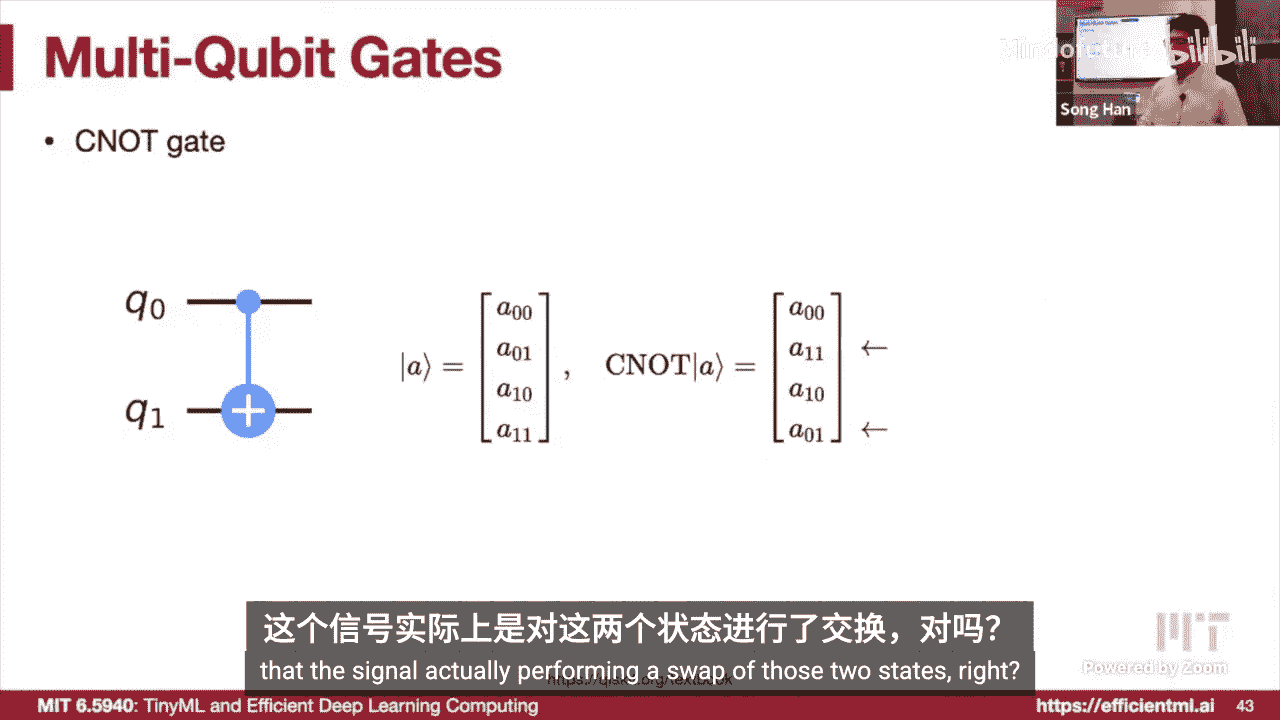 Multi-Qubit Gates
bilibili
Song Han
• CNOT gate
q0
q1
|a⟩ = [a00 a01 a10 a11], CNOT|a⟩ = [a00 a11 a10 a01] ← ←
这个信号实际上是对这两个状态进行了交换，对吗？
that the signal actually performing a swap of those two states, right?
MIT
Powered by Zoom
MIT 6.5940: TinyML and Efficient Deep Learning Computing
https://efficientml.ai
43